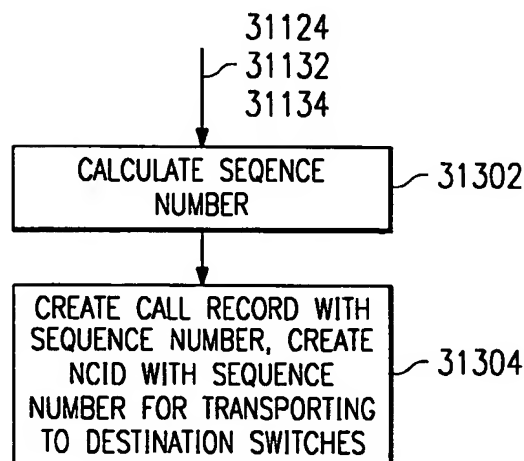 31124
31132
31134
CALCULATE SEQENCE
NUMBER
31302
CREATE CALL RECORD WITH
SEQUENCE NUMBER, CREATE
NCID WITH SEQUENCE
NUMBER FOR TRANSPORTING
TO DESTINATION SWITCHES
31304